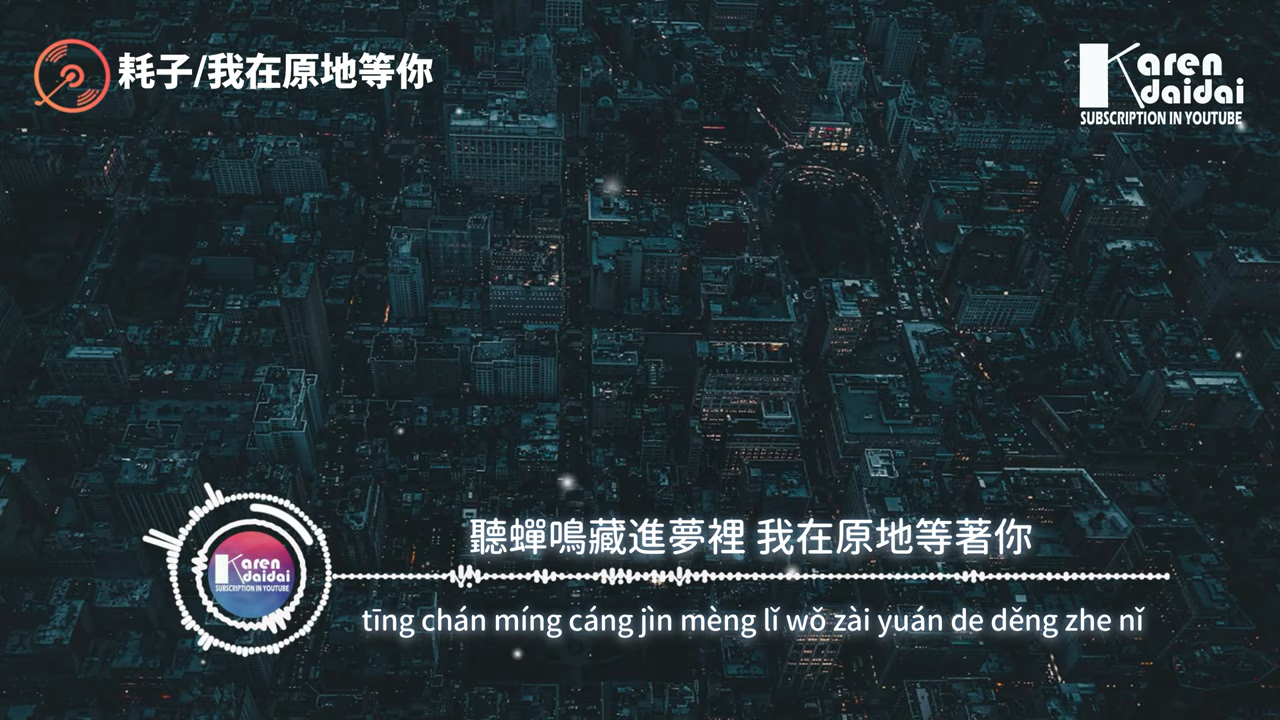 耗子/我在原地等你
Karen
daidai
SUBSCRIPTION IN YOUTUBE
聽蟬鳴藏進夢裡 我在原地等著你
Karen
daidai
SUBSCRIPTION IN YOUTUBE
tīng chán míng cáng jìn mèng lǐ wǒ zài yuán de děng zhe nǐ